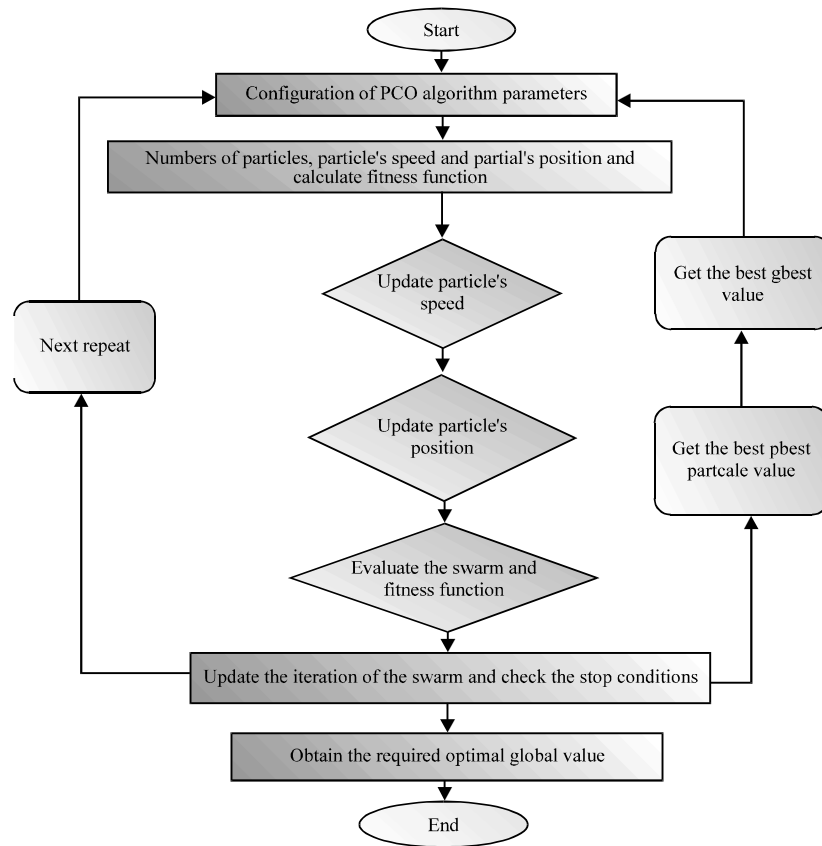 Start
Configuration of PCO algorithm parameters
Numbers of particles, particle's speed and partial's position and
calculate fitness function
Update particle's
speed
Get the best gbest
value
Next repeat
Update particle's
position
Get the best pbest
partcale value
Evaluate the swarm and
fitness function
Update the iteration of the swarm and check the stop conditions
Obtain the required optimal global value
End